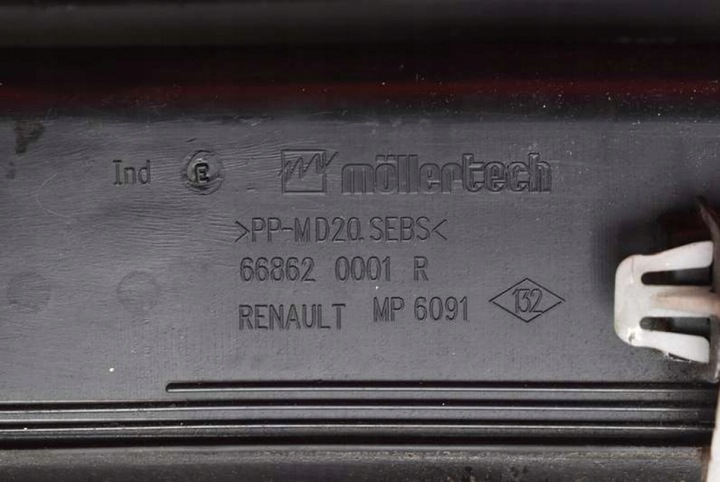 Ind E möllertech
>PP-MD20.SEBS<
66862 0001 R
RENAULT MP 6091 132